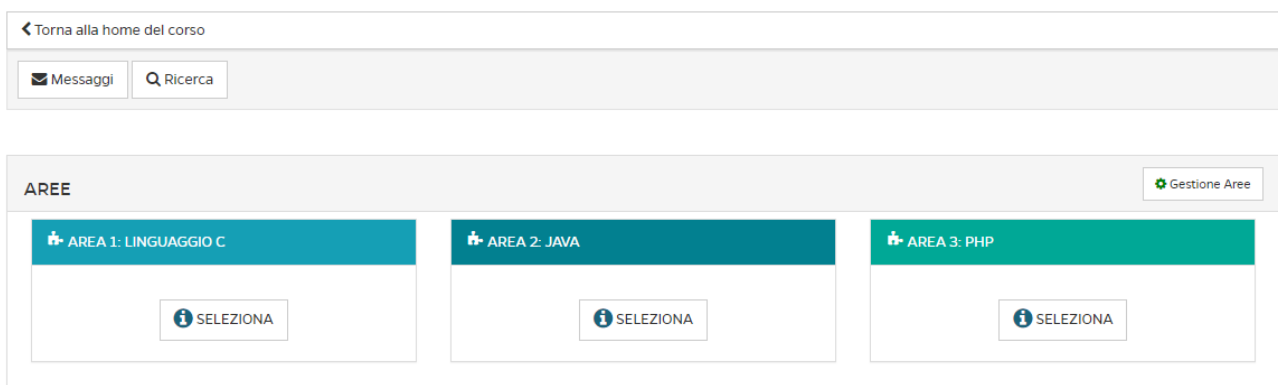 Torna alla home del corso
Messaggi Ricerca
AREE Gestione Aree
AREA 1: LINGUAGGIO C AREA 2: JAVA AREA 3: PHP
SELEZIONA SELEZIONA SELEZIONA